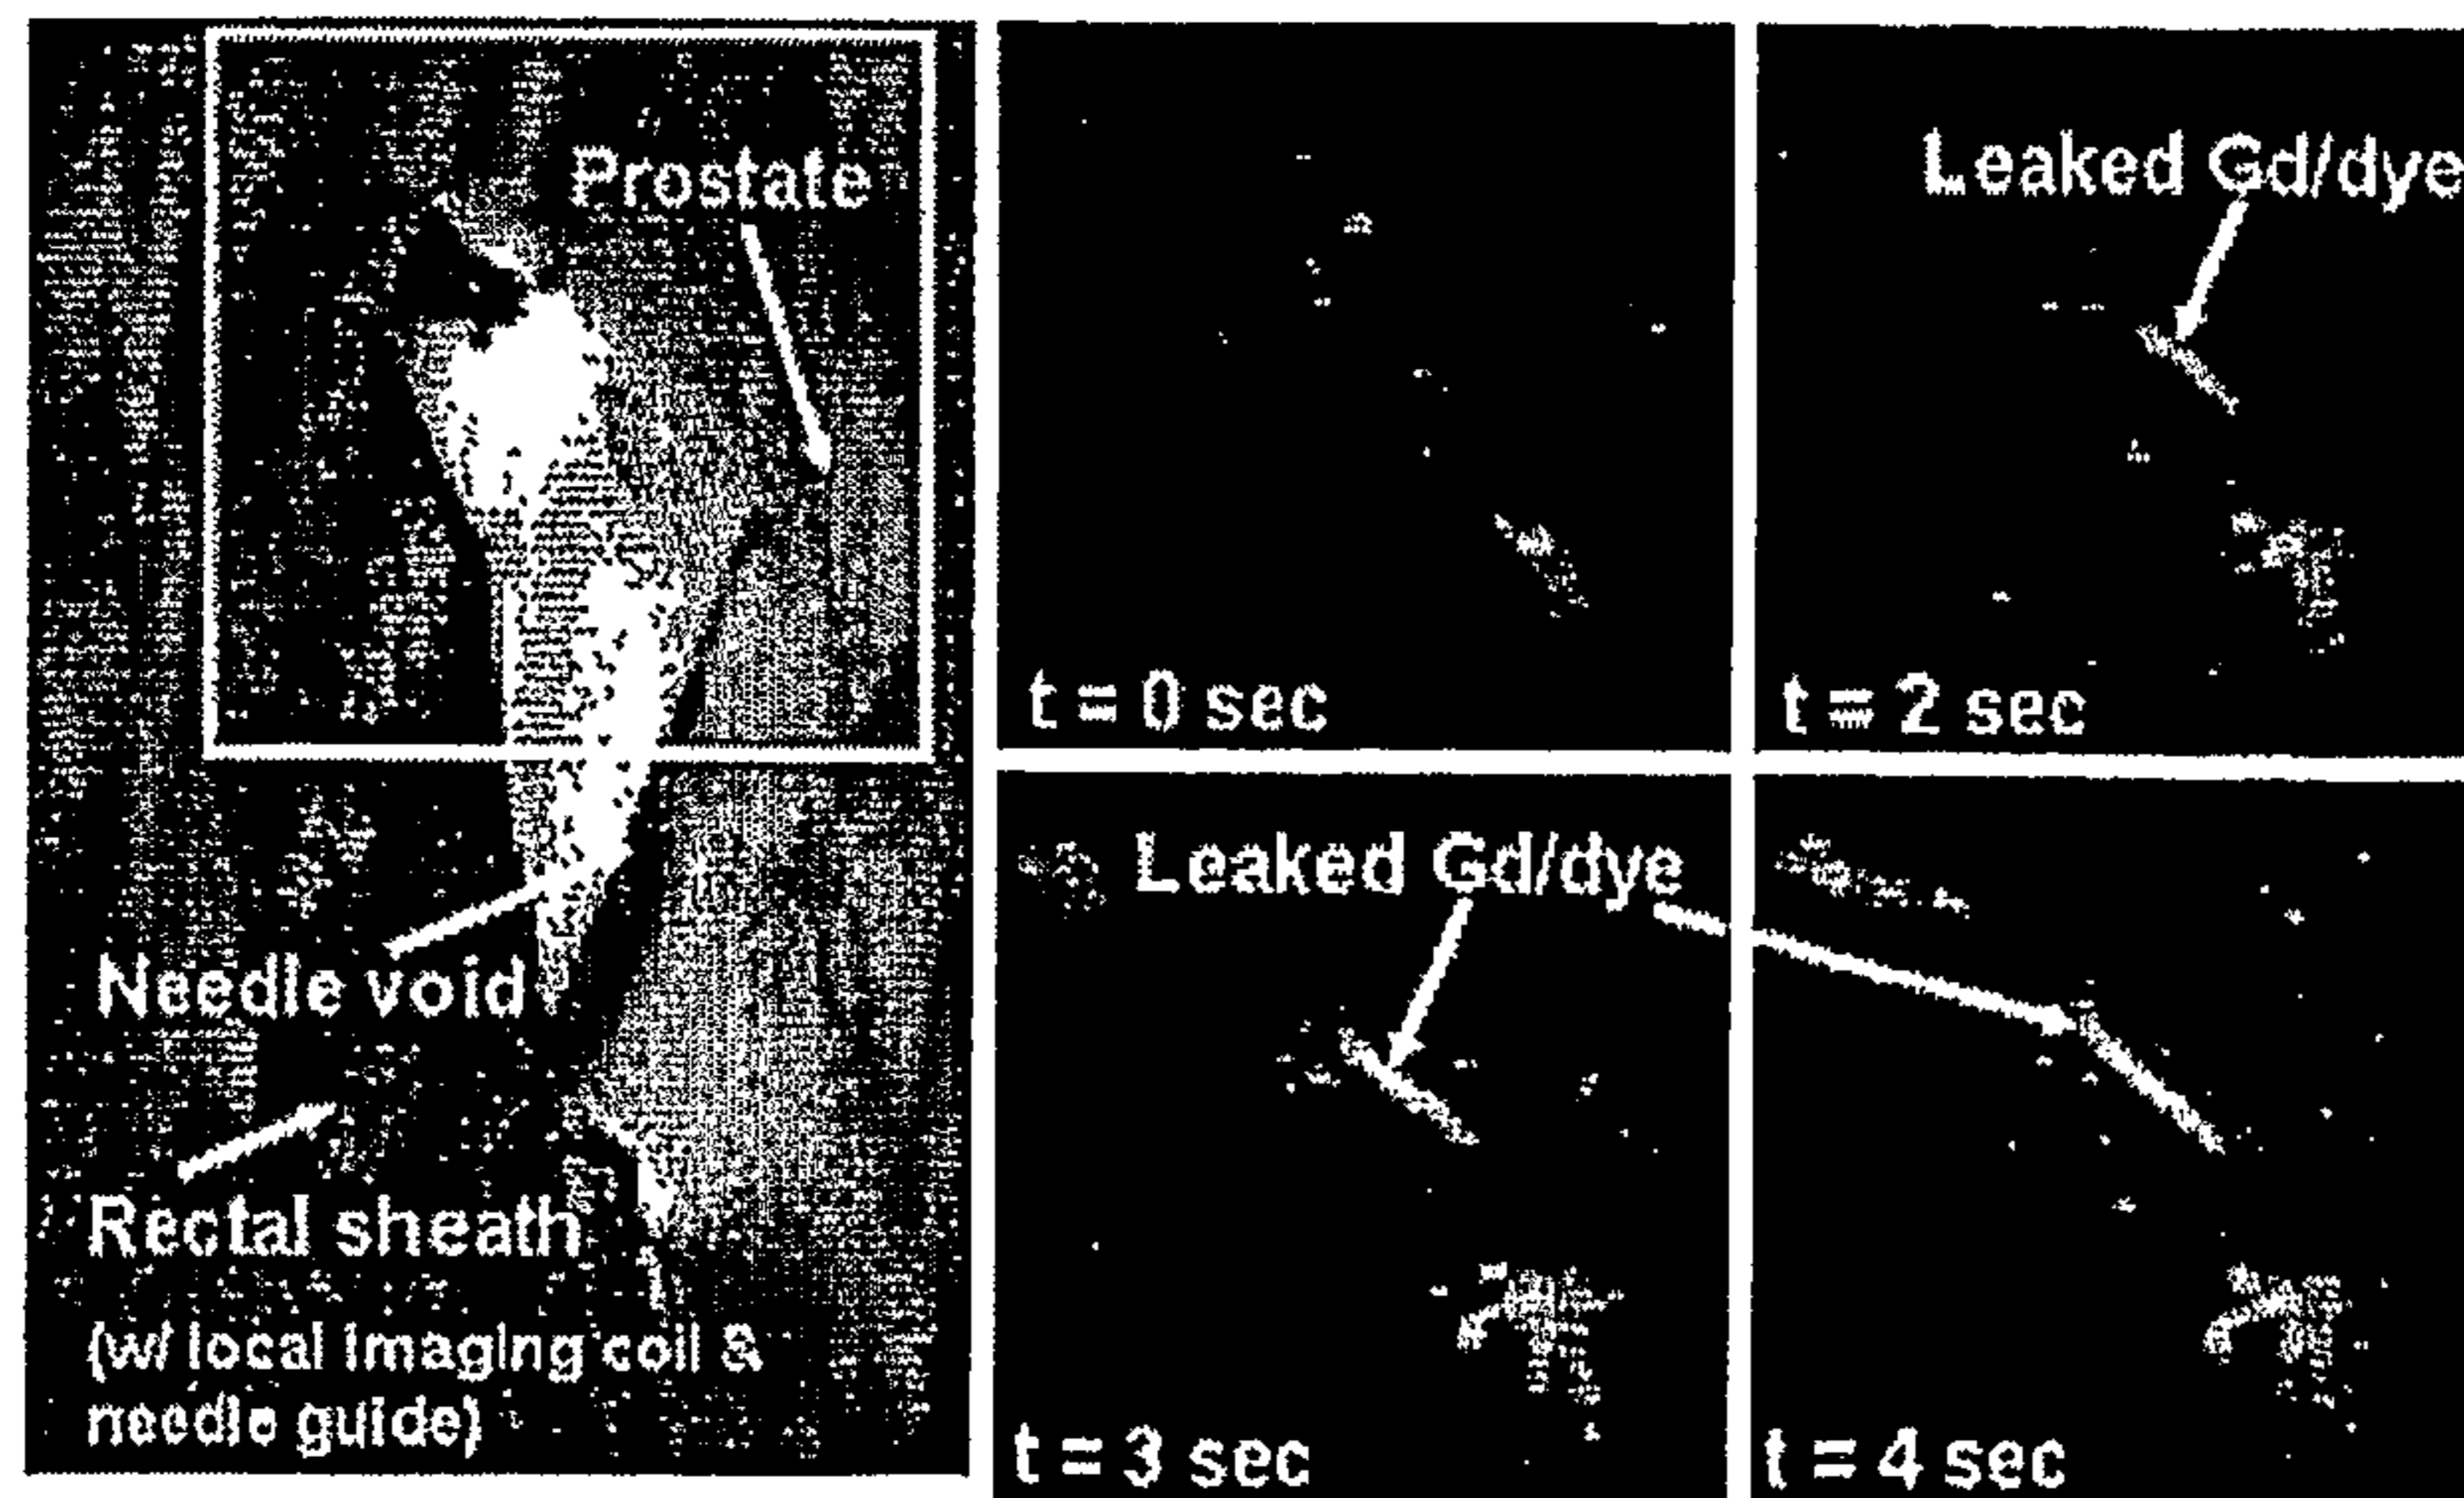 Prostate
Needle void
Rectal sheath
(w/ local imaging coil &
needle guide)
t = 0 sec
Leaked Gd/dye
t = 2 sec
Leaked Gd/dye
t = 3 sec
t = 4 sec